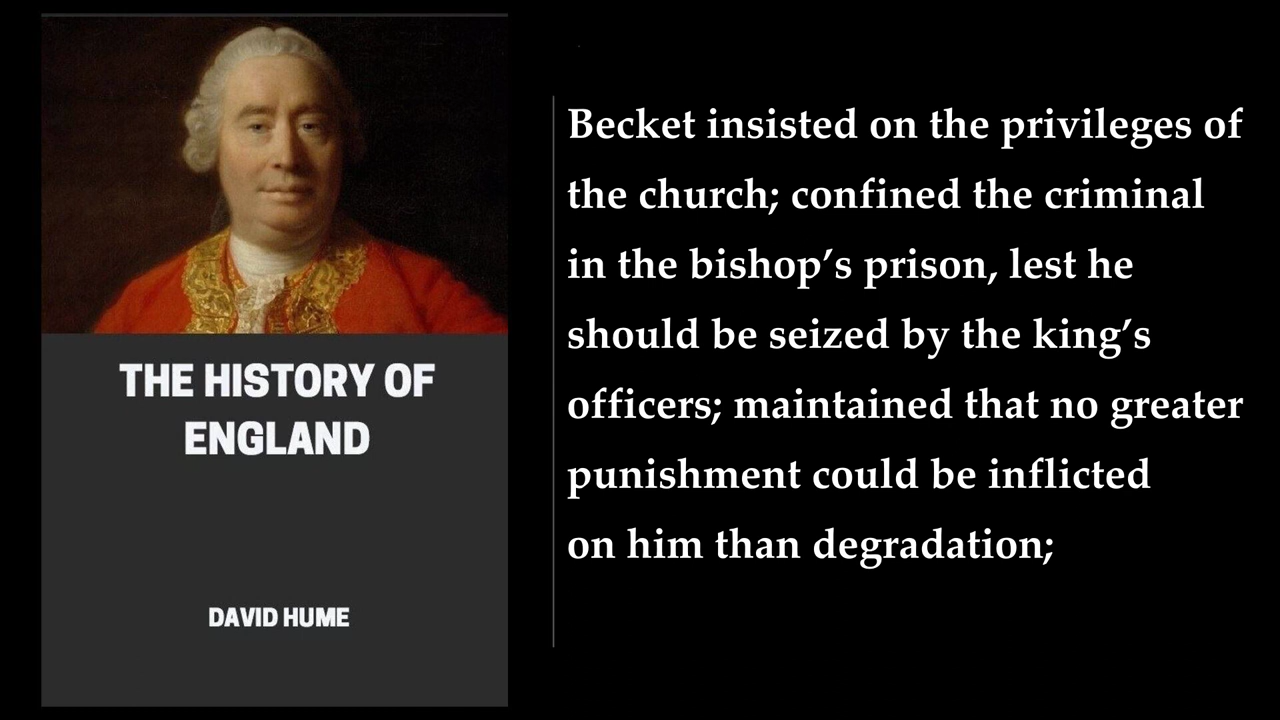 THE HISTORY OF
ENGLAND
DAVID HUME
Becket insisted on the privileges of
the church; confined the criminal
in the bishop’s prison, lest he
should be seized by the king’s
officers; maintained that no greater
punishment could be inflicted
on him than degradation;